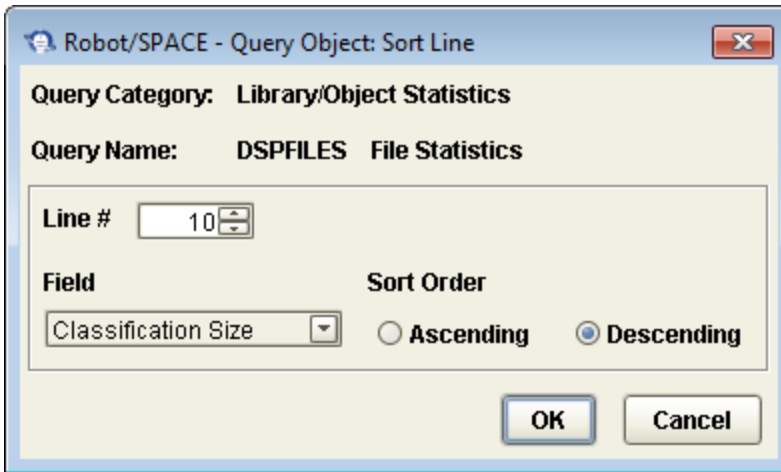 Robot/SPACE - Query Object: Sort Line
Query Category: Library/Object Statistics
Query Name: DSPFILES File Statistics
Line # 10
Field Sort Order
Classification Size Ascending Descending
OK Cancel